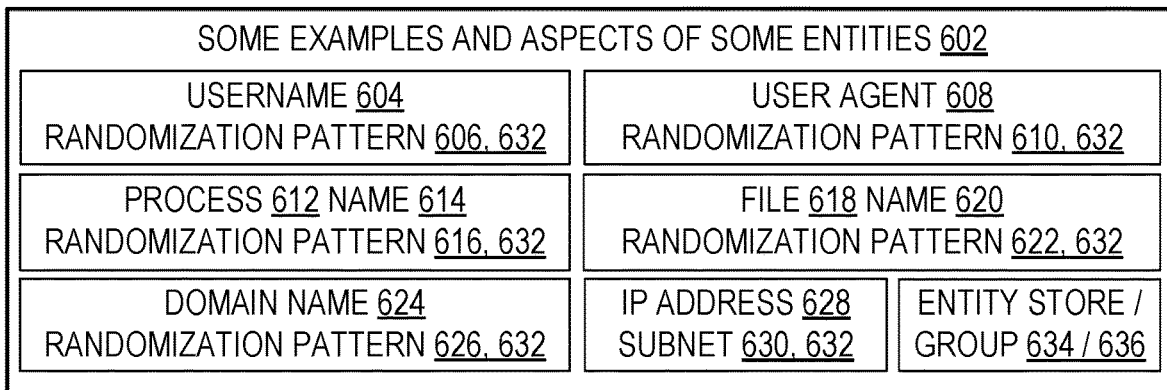 SOME EXAMPLES AND ASPECTS OF SOME ENTITIES 602
USERNAME 604
RANDOMIZATION PATTERN 606, 632
USER AGENT 608
RANDOMIZATION PATTERN 610, 632
PROCESS 612 NAME 614
RANDOMIZATION PATTERN 616, 632
FILE 618 NAME 620
RANDOMIZATION PATTERN 622, 632
DOMAIN NAME 624
RANDOMIZATION PATTERN 626, 632
IP ADDRESS 628
SUBNET 630, 632
ENTITY STORE /
GROUP 634 / 636